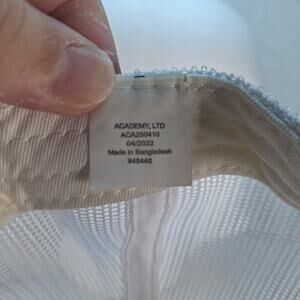 ACADEMY, LTD
ACA250410
04/2022
Made in Bangladesh
945440